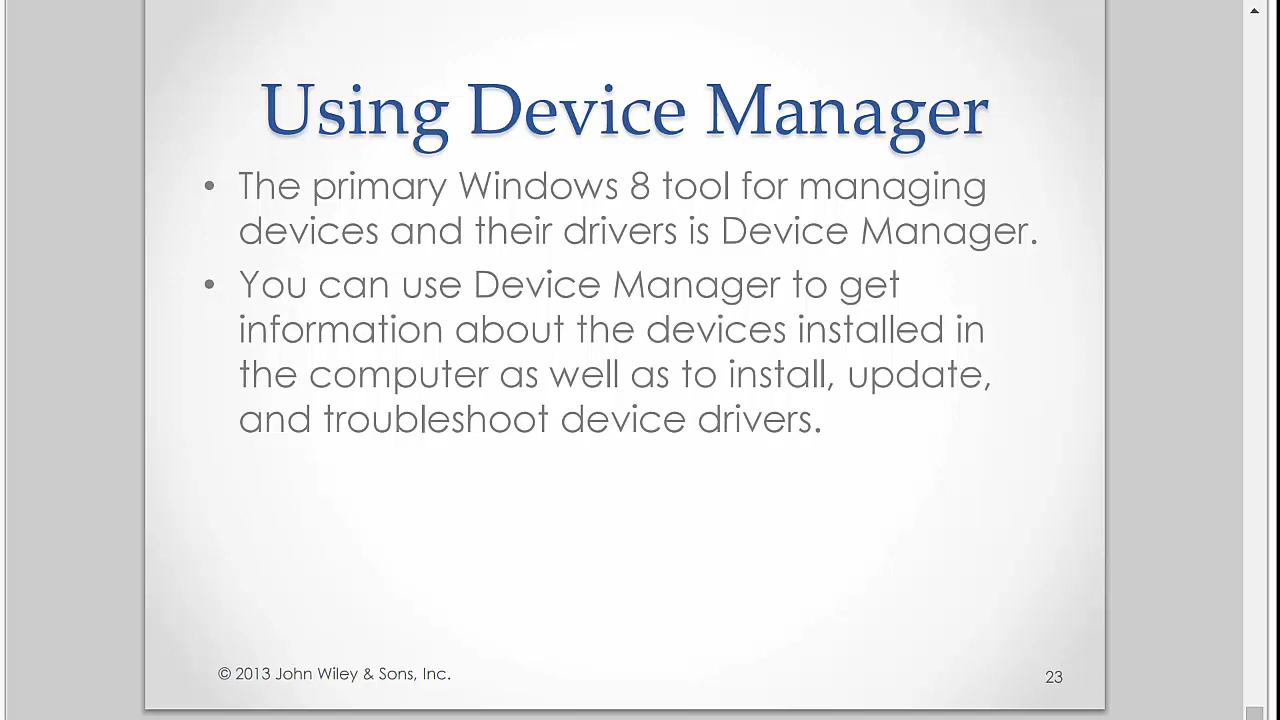 Using Device Manager
• The primary Windows 8 tool for managing
devices and their drivers is Device Manager.
• You can use Device Manager to get
information about the devices installed in
the computer as well as to install, update,
and troubleshoot device drivers.
© 2013 John Wiley & Sons, Inc.
23